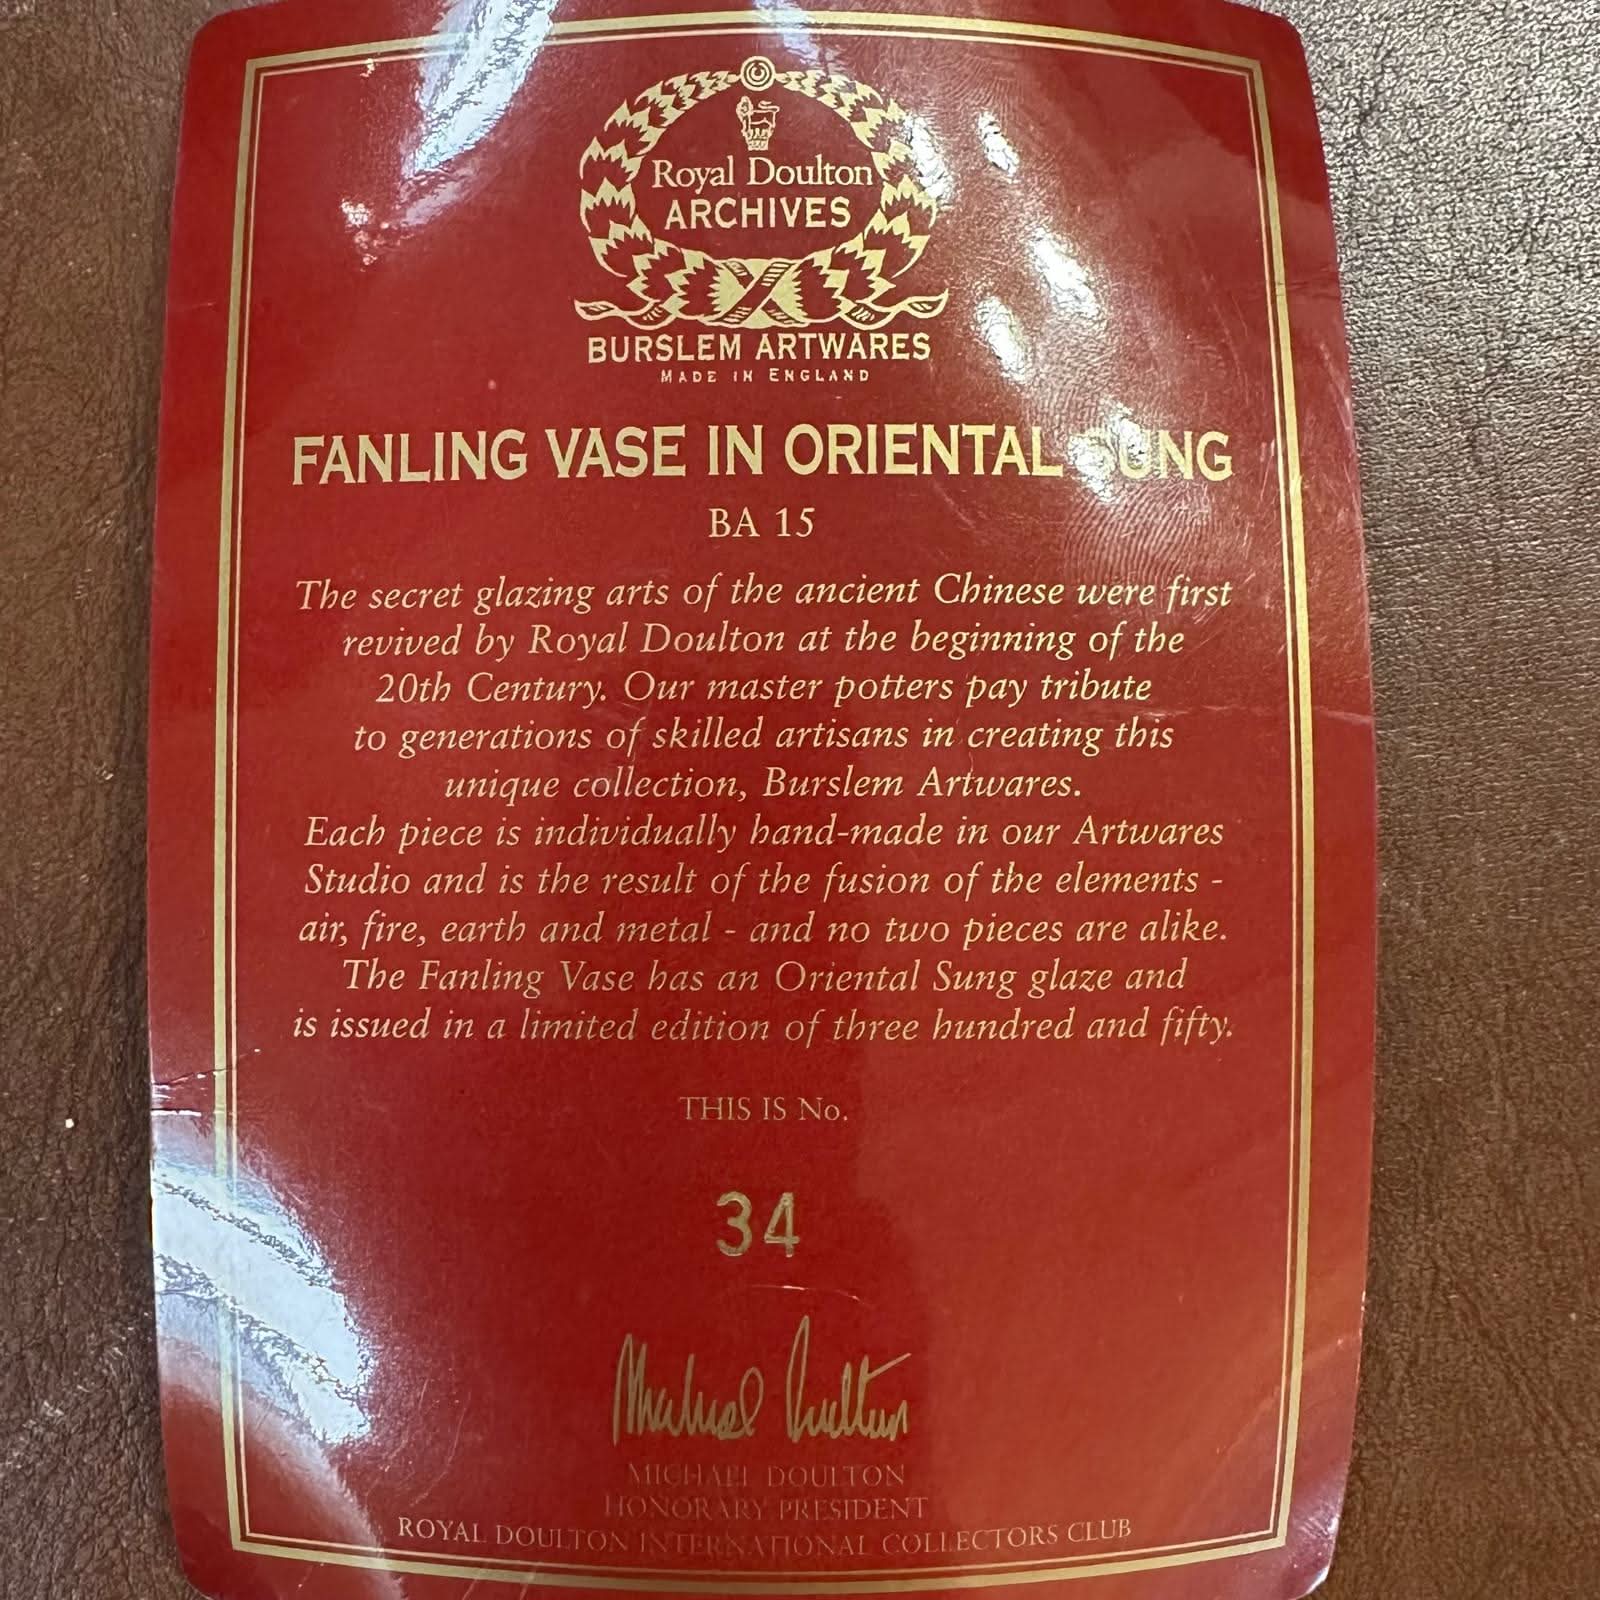 Royal Doulton
ARCHIVES
BURSLEM ARTWARES
MADE IN ENGLAND
FANLING VASE IN ORIENTAL SUNG
BA 15
The secret glazing arts of the ancient Chinese were first
revived by Royal Doulton at the beginning of the
20th Century. Our master potters pay tribute
to generations of skilled artisans in creating this
unique collection, Burslem Artwares.
Each piece is individually hand-made in our Artwares
Studio and is the result of the fusion of the elements -
air, fire, earth and metal - and no two pieces are alike.
The Fanling Vase has an Oriental Sung glaze and
is issued in a limited edition of three hundred and fifty.
THIS IS No.
34
Michael Doulton
MICHAEL DOULTON
HONORARY PRESIDENT
ROYAL DOULTON INTERNATIONAL COLLECTORS CLUB